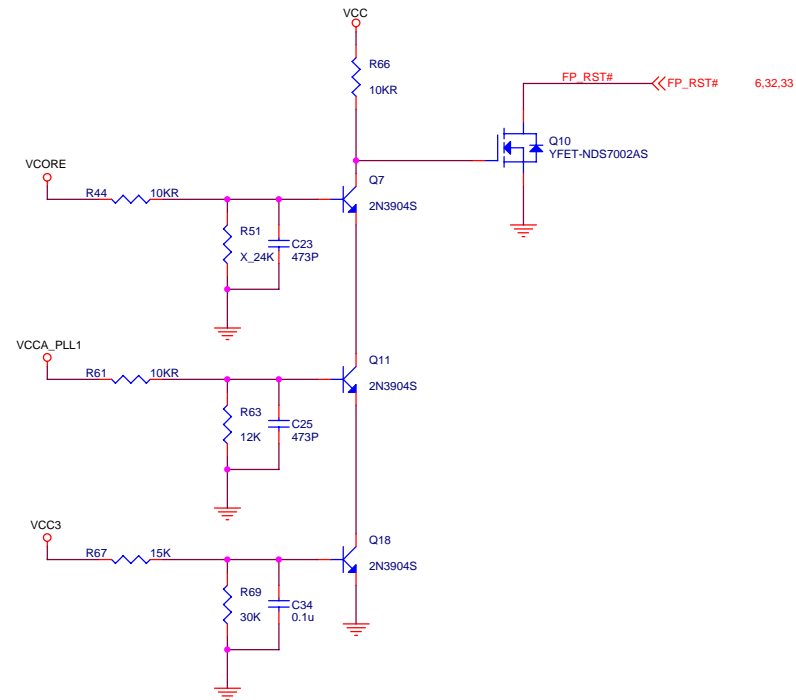 VCC
R66
10KR
FP_RST#
FP_RST#
6,32,33
Q10
YFET-NDS7002AS
VCORE
R44
10KR
Q7
2N3904S
R51
X_24K
C23
473P
VCCA_PLL1
R61
10KR
Q11
2N3904S
R63
12K
C25
473P
VCC3
R67
15K
Q18
2N3904S
R69
30K
C34
0.1u